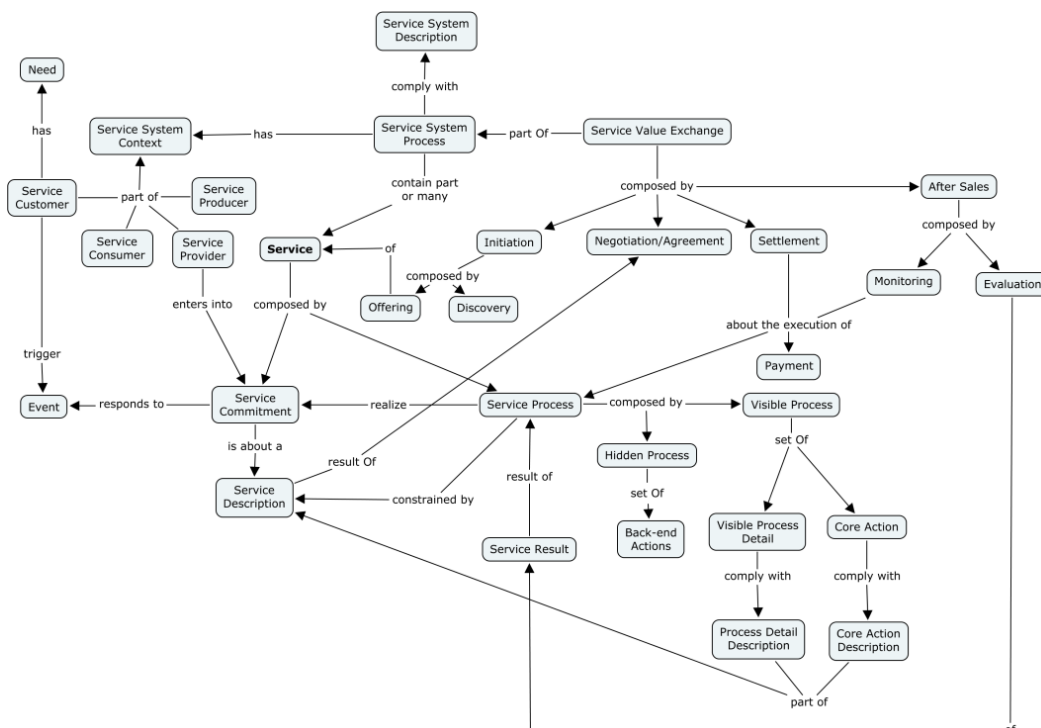 Service System
Description
Need
comply with
has
Service System
Context
has
Service System
Process
part Of
Service Value Exchange
contain part
or many
composed by
After Sales
Service
Customer
part of
Service
Producer
Service
Consumer
Service
Provider
Service
of
Initiation
Negotiation/Agreement
Settlement
composed by
composed by
Monitoring
Evaluation
enters into
composed by
Offering
Discovery
about the execution of
trigger
Payment
Event
responds to
Service
Commitment
realize
Service Process
composed by
Visible Process
is about a
set Of
result Of
Hidden Process
result of
set Of
Service
Description
constrained by
Visible Process
Detail
Core Action
Back-end
Actions
Service Result
comply with
comply with
Process Detail
Description
Core Action
Description
part of